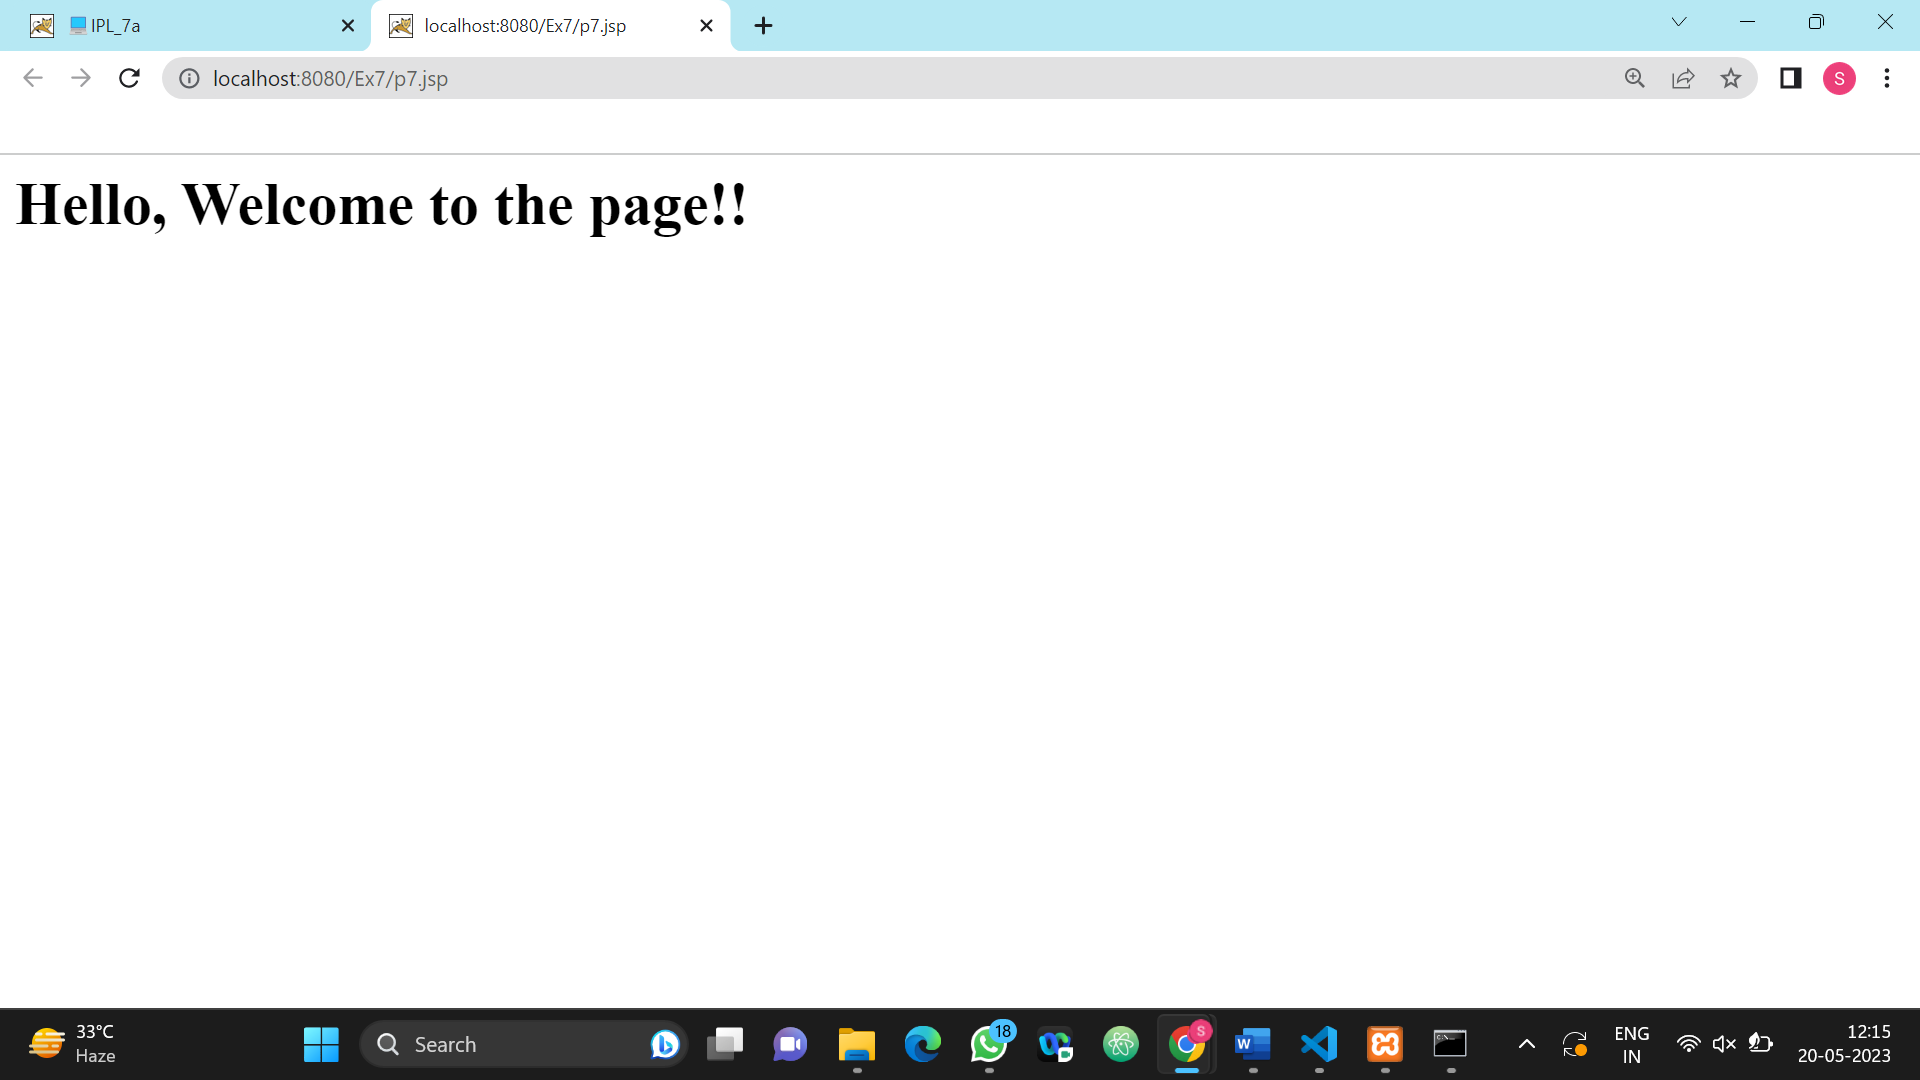 IPL_7a
localhost:8080/Ex7/p7.jsp
localhost:8080/Ex7/p7.jsp
S
Hello, Welcome to the page!!
33°C
Haze
Search
18
S
W
C:\_
ENG
IN
12:15
20-05-2023